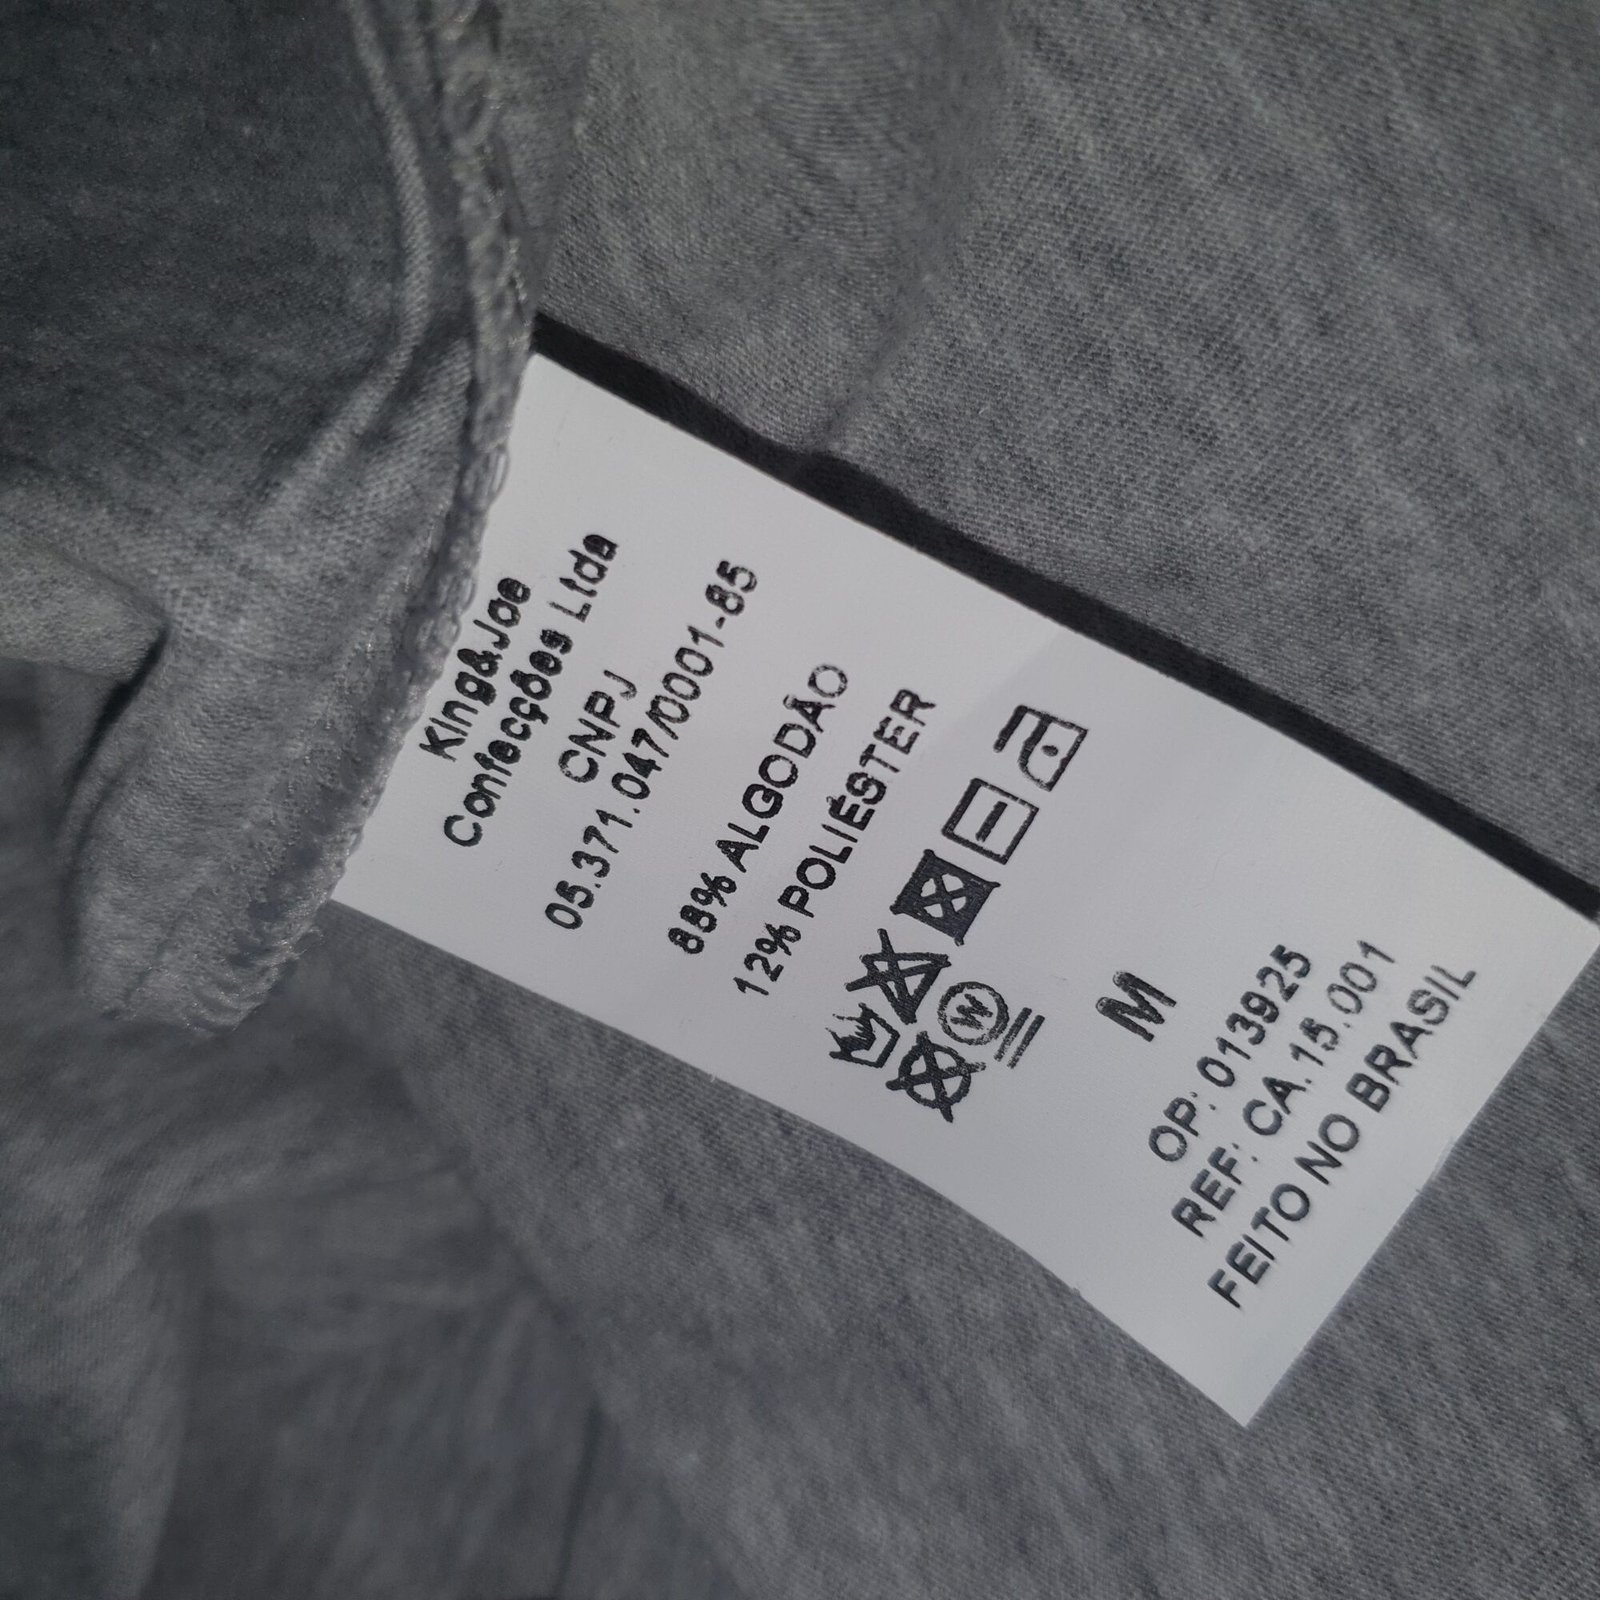 King&Joe
Confecções Ltda
CNPJ
05.371.047/0001-85
88% ALGODÃO
12% POLIÉSTER
W
M
OP: 013925
REF: CA.15.001
FEITO NO BRASIL